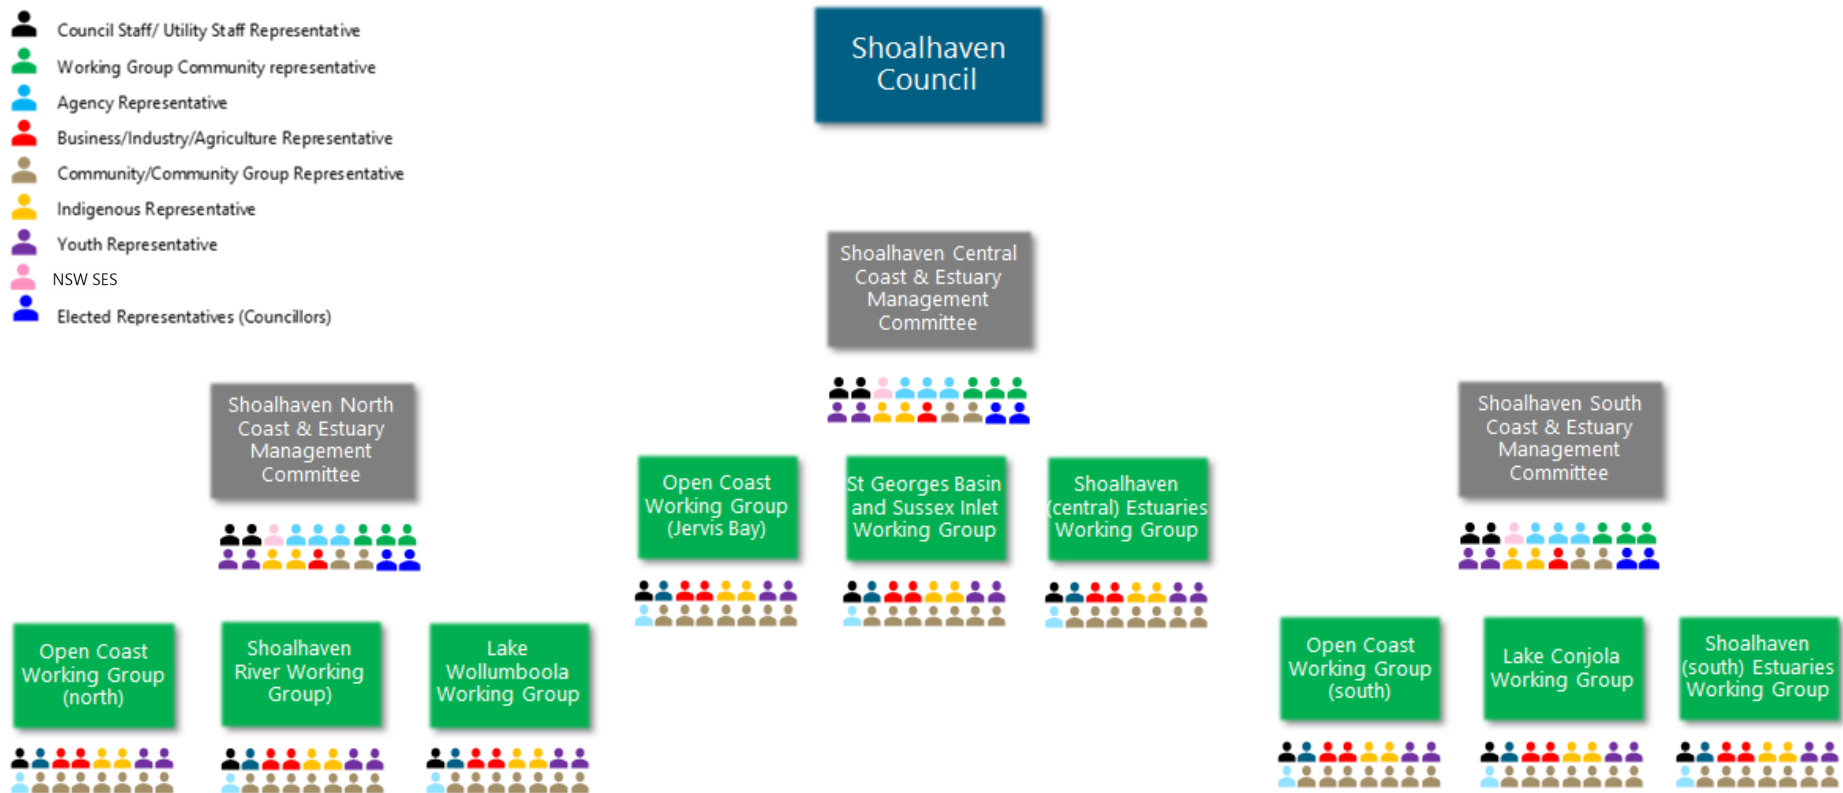 Council Staff/ Utility Staff Representative
Working Group Community representative
Agency Representative
Business/Industry/Agriculture Representative
Community/Community Group Representative
Indigenous Representative
Youth Representative
NSW SES
Elected Representatives (Councillors)
Shoalhaven
Council
Shoalhaven Central
Coast & Estuary
Management
Committee
Shoalhaven North
Coast & Estuary
Management
Committee
Shoalhaven South
Coast & Estuary
Management
Committee
Open Coast
Working Group
(Jervis Bay)
St Georges Basin
and Sussex Inlet
Working Group
Shoalhaven
(central) Estuaries
Working Group
Open Coast
Working Group
(north)
Shoalhaven
River Working
Group)
Lake
Wollumboola
Working Group
Open Coast
Working Group
(south)
Lake Conjola
Working Group
Shoalhaven
(south) Estuaries
Working Group